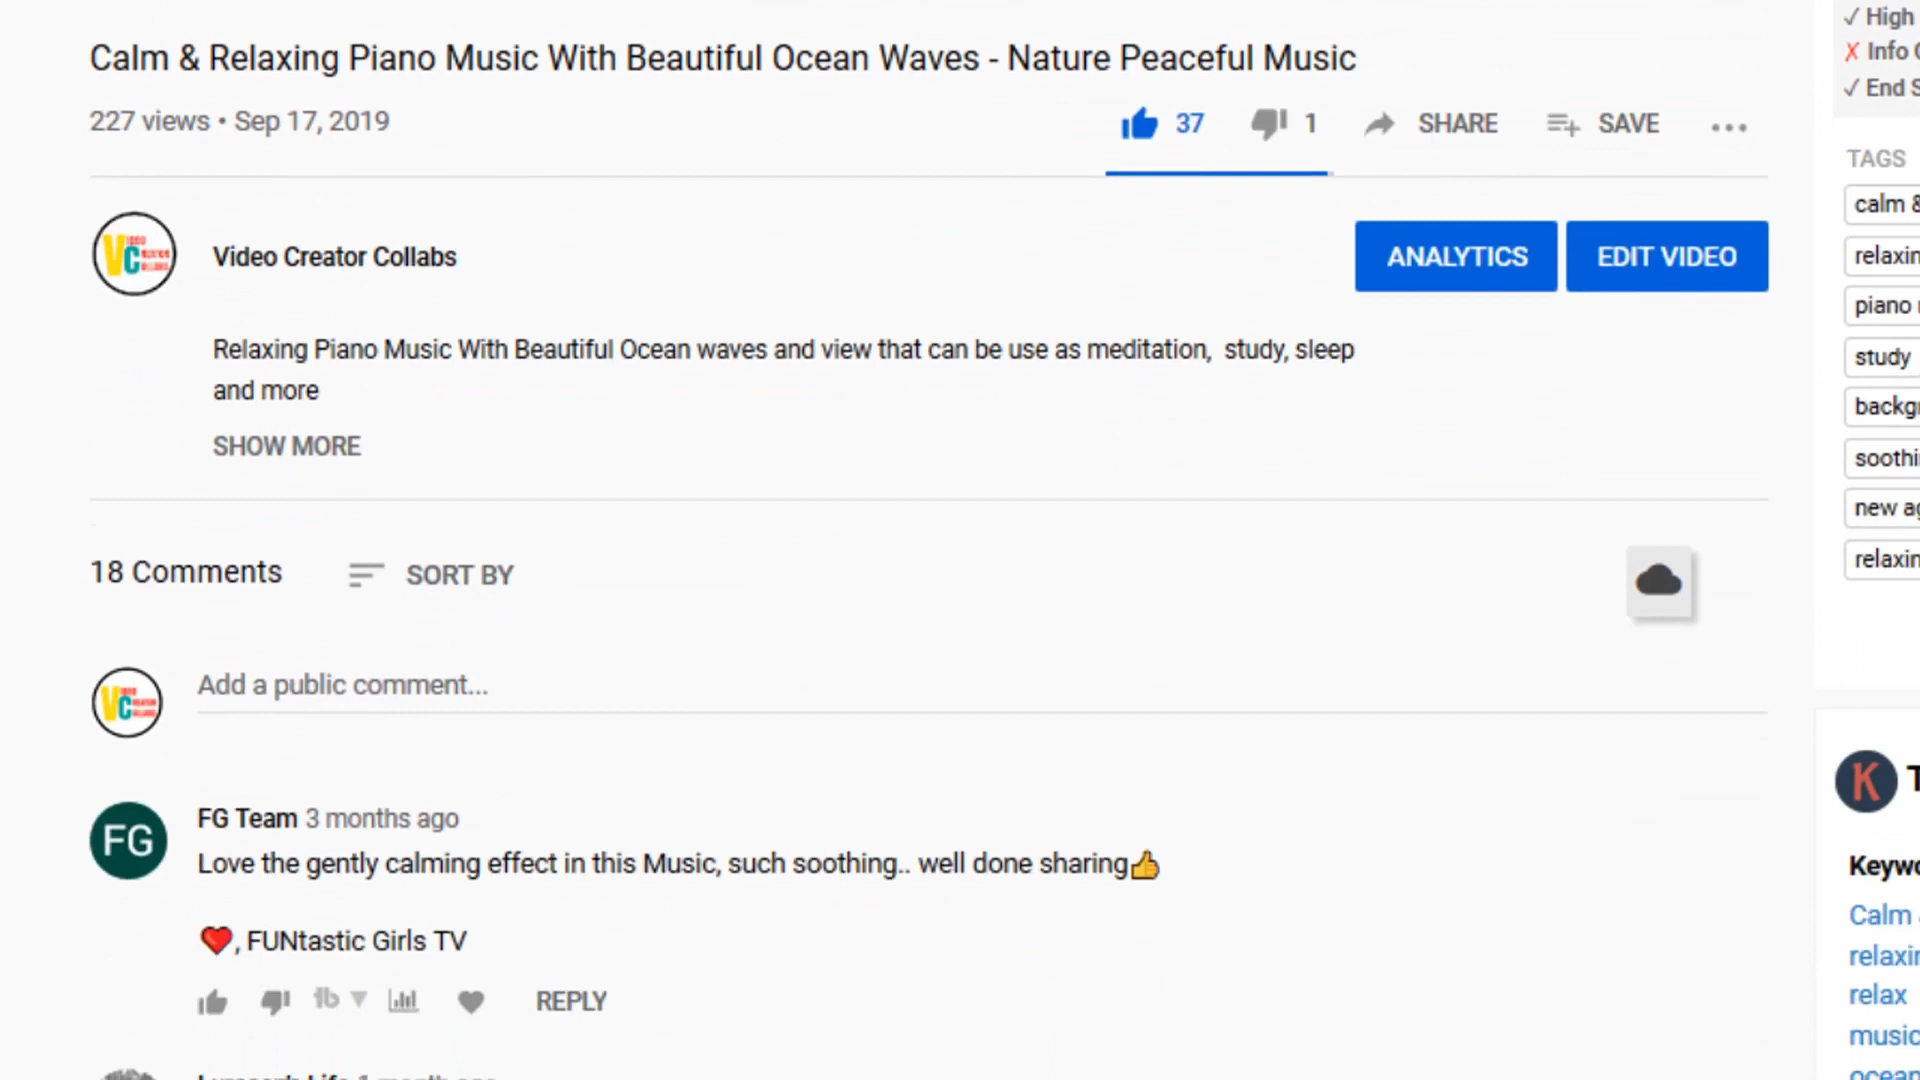 Calm & Relaxing Piano Music With Beautiful Ocean Waves - Nature Peaceful Music
227 views • Sep 17, 2019
37
1
SHARE
SAVE
Video Creator Collabs
ANALYTICS
EDIT VIDEO
Relaxing Piano Music With Beautiful Ocean waves and view that can be use as meditation,  study, sleep
and more
SHOW MORE
18 Comments
SORT BY
Add a public comment...
FG
FG Team 3 months ago
Love the gently calming effect in this Music, such soothing.. well done sharing👍
❤️, FUNtastic Girls TV
REPLY
✓ High
✗ Info
✓ End
TAGS
calm &
relaxin
piano
study
backg
soothi
new ag
relaxin
K
Keywo
Calm
relaxin
relax
music
ocean